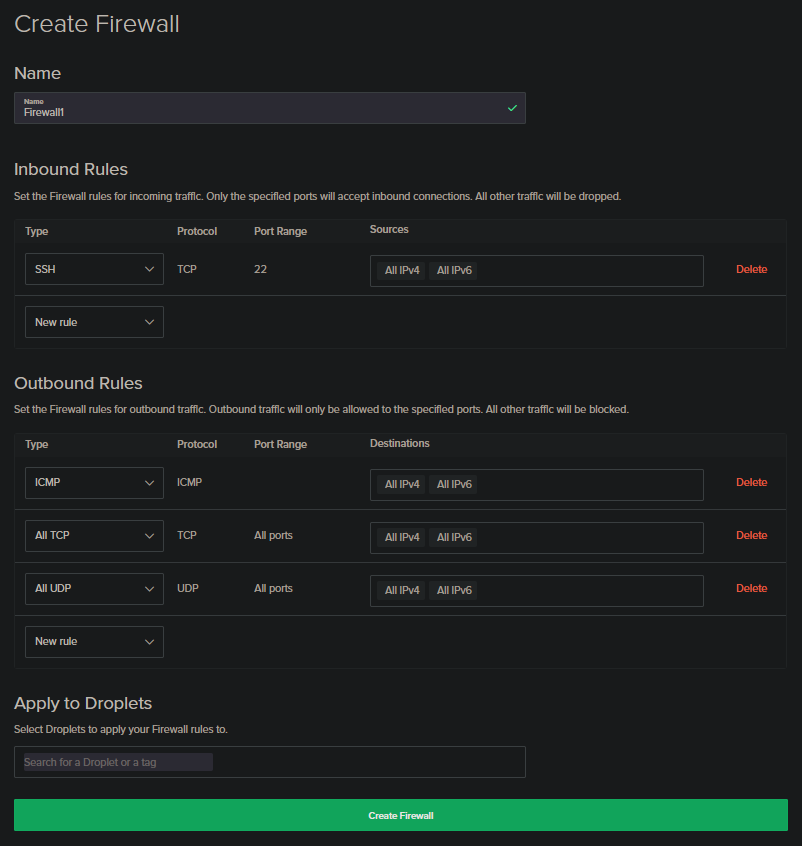 Create Firewall
Name
Name
Firewall1
Inbound Rules
Set the Firewall rules for incoming traffic. Only the specified ports will accept inbound connections. All other traffic will be dropped.
Type Protocol Port Range Sources
SSH TCP 22 All IPv4 All IPv6 Delete
New rule
Outbound Rules
Set the Firewall rules for outbound traffic. Outbound traffic will only be allowed to the specified ports. All other traffic will be blocked.
Type Protocol Port Range Destinations
ICMP ICMP All IPv4 All IPv6 Delete
All TCP TCP All ports All IPv4 All IPv6 Delete
All UDP UDP All ports All IPv4 All IPv6 Delete
New rule
Apply to Droplets
Select Droplets to apply your Firewall rules to.
Search for a Droplet or a tag
Create Firewall